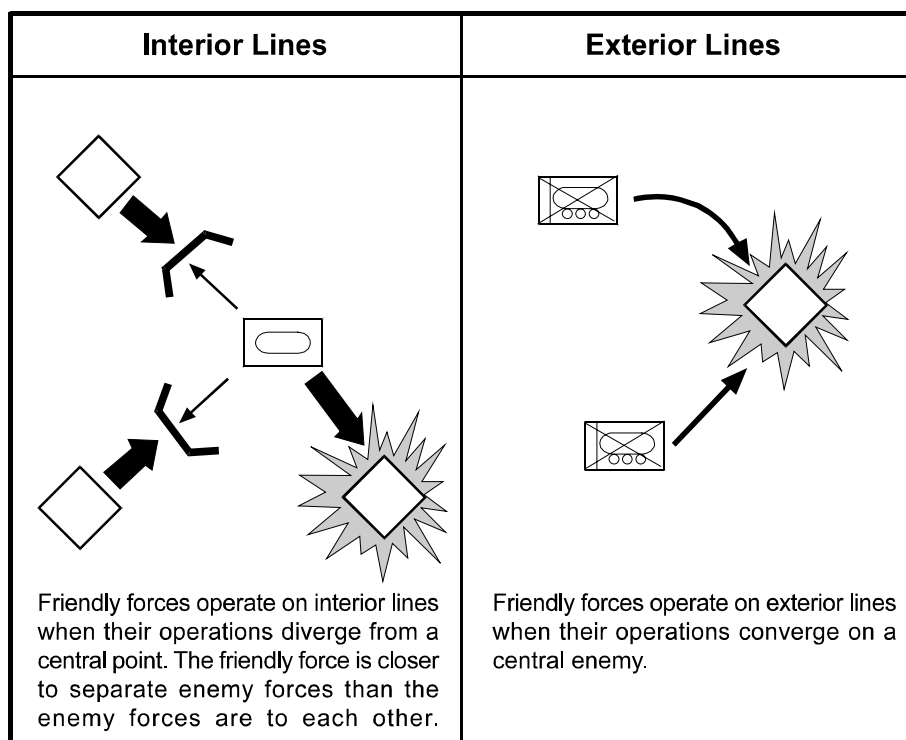 Interior Lines
Exterior Lines
Friendly forces operate on interior lines
when their operations diverge from a
central point. The friendly force is closer
to separate enemy forces than the
enemy forces are to each other.
Friendly forces operate on exterior lines
when their operations converge on a
central enemy.